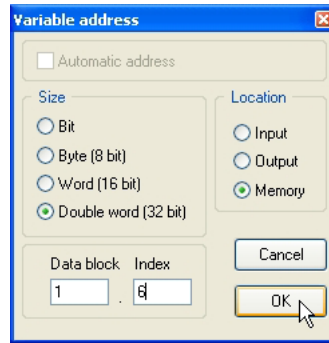 Variable address
Automatic address
Size
Bit
Byte (8 bit)
Word (16 bit)
Double word (32 bit)
Location
Input
Output
Memory
Data block Index
1 . 6
Cancel
OK